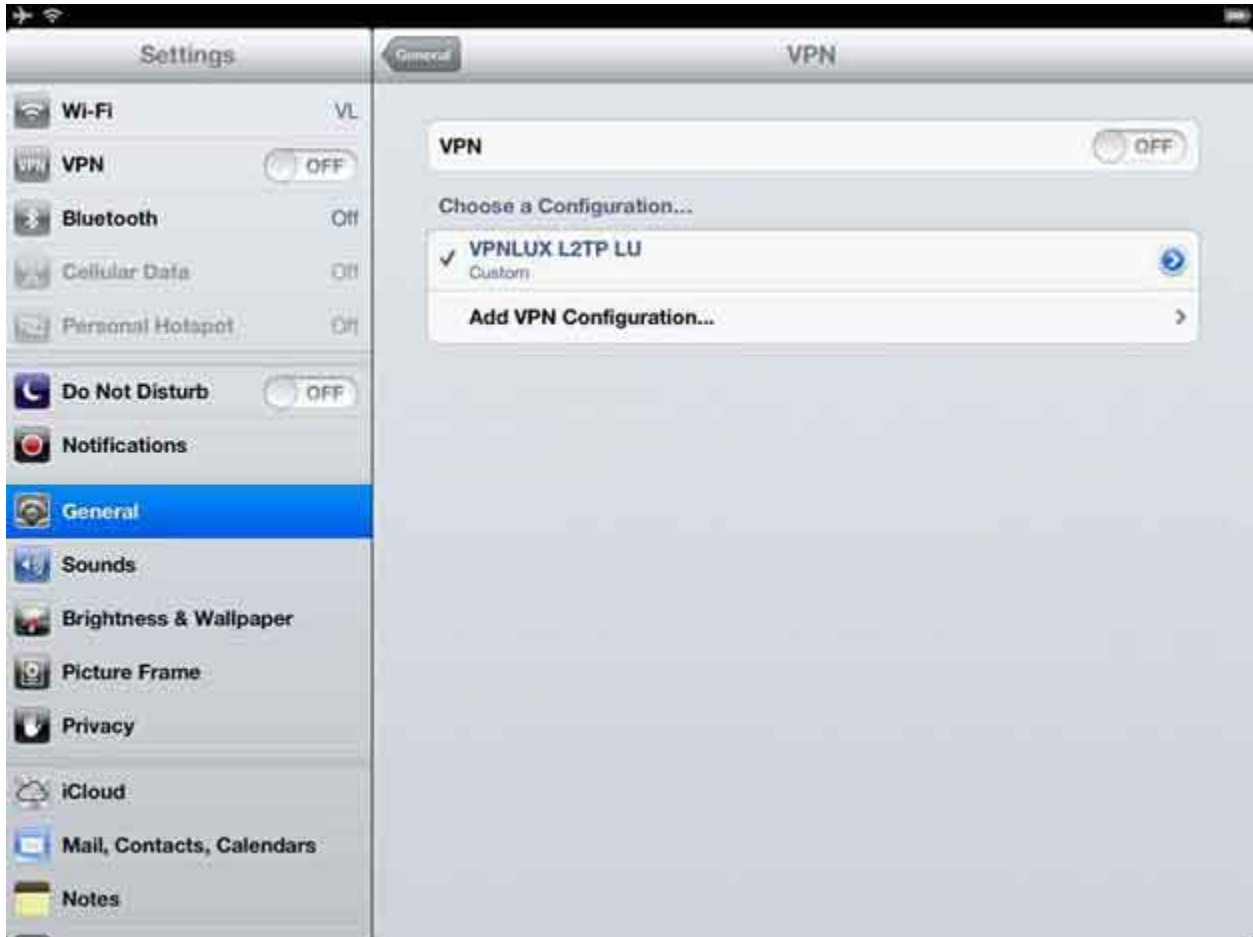 Settings
General
VPN
Wi-Fi VL
VPN OFF
Bluetooth Off
Cellular Data Off
Personal Hotspot Off
Do Not Disturb OFF
Notifications
General
Sounds
Brightness & Wallpaper
Picture Frame
Privacy
iCloud
Mail, Contacts, Calendars
Notes
VPN OFF
Choose a Configuration...
VPNLUX L2TP LU
Custom
Add VPN Configuration...